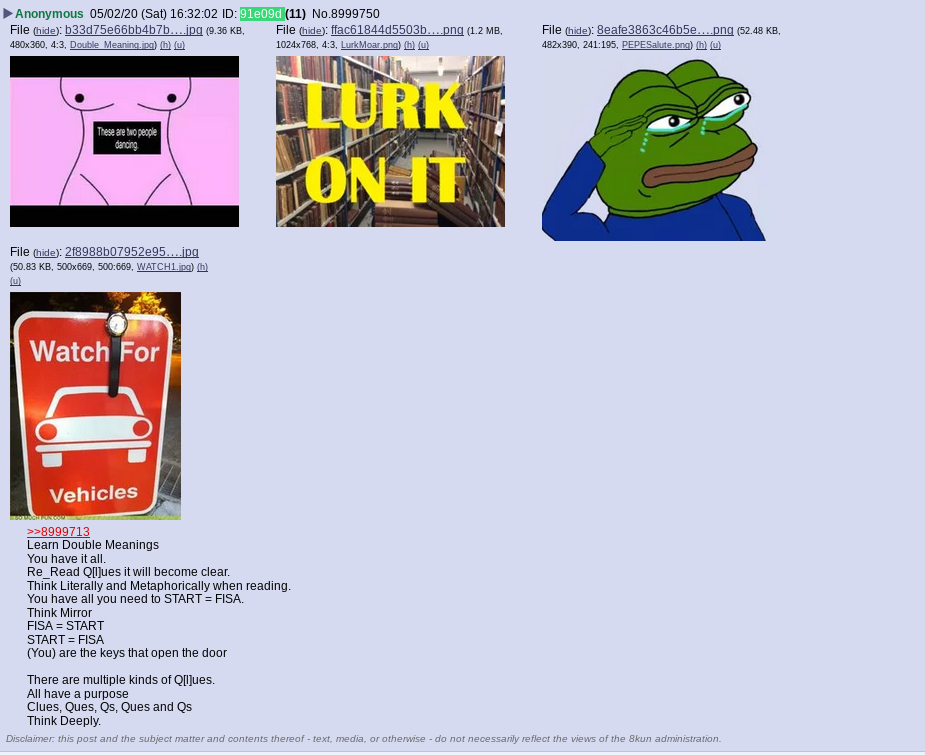 ▶Anonymous 05/02/20 (Sat) 16:32:02 ID: 91e09d (11) No.8999750
File (hide): b33d75e66bb4b7b….jpg (9.36 KB, 480x360, 4:3, Double_Meaning.jpg) (h) (u)
File (hide): ffac61844d5503b….png (1.2 MB, 1024x768, 4:3, LurkMoar.png) (h) (u)
File (hide): 8eafe3863c46b5e….png (52.48 KB, 482x390, 241:195, PEPESalute.png) (h) (u)
These are two people
dancing.
LURK
ON IT
File (hide): 2f8988b07952e95….jpg
(50.83 KB, 500x669, 500:669, WATCH1.jpg) (h)
(u)
Watch For
Vehicles
SO MUCH PUN.COM
>>8999713
Learn Double Meanings
You have it all.
Re_Read Q[l]ues it will become clear.
Think Literally and Metaphorically when reading.
You have all you need to START = FISA.
Think Mirror
FISA = START
START = FISA
(You) are the keys that open the door
There are multiple kinds of Q[l]ues.
All have a purpose
Clues, Ques, Qs, Ques and Qs
Think Deeply.
Disclaimer: this post and the subject matter and contents thereof - text, media, or otherwise - do not necessarily reflect the views of the 8kun administration.